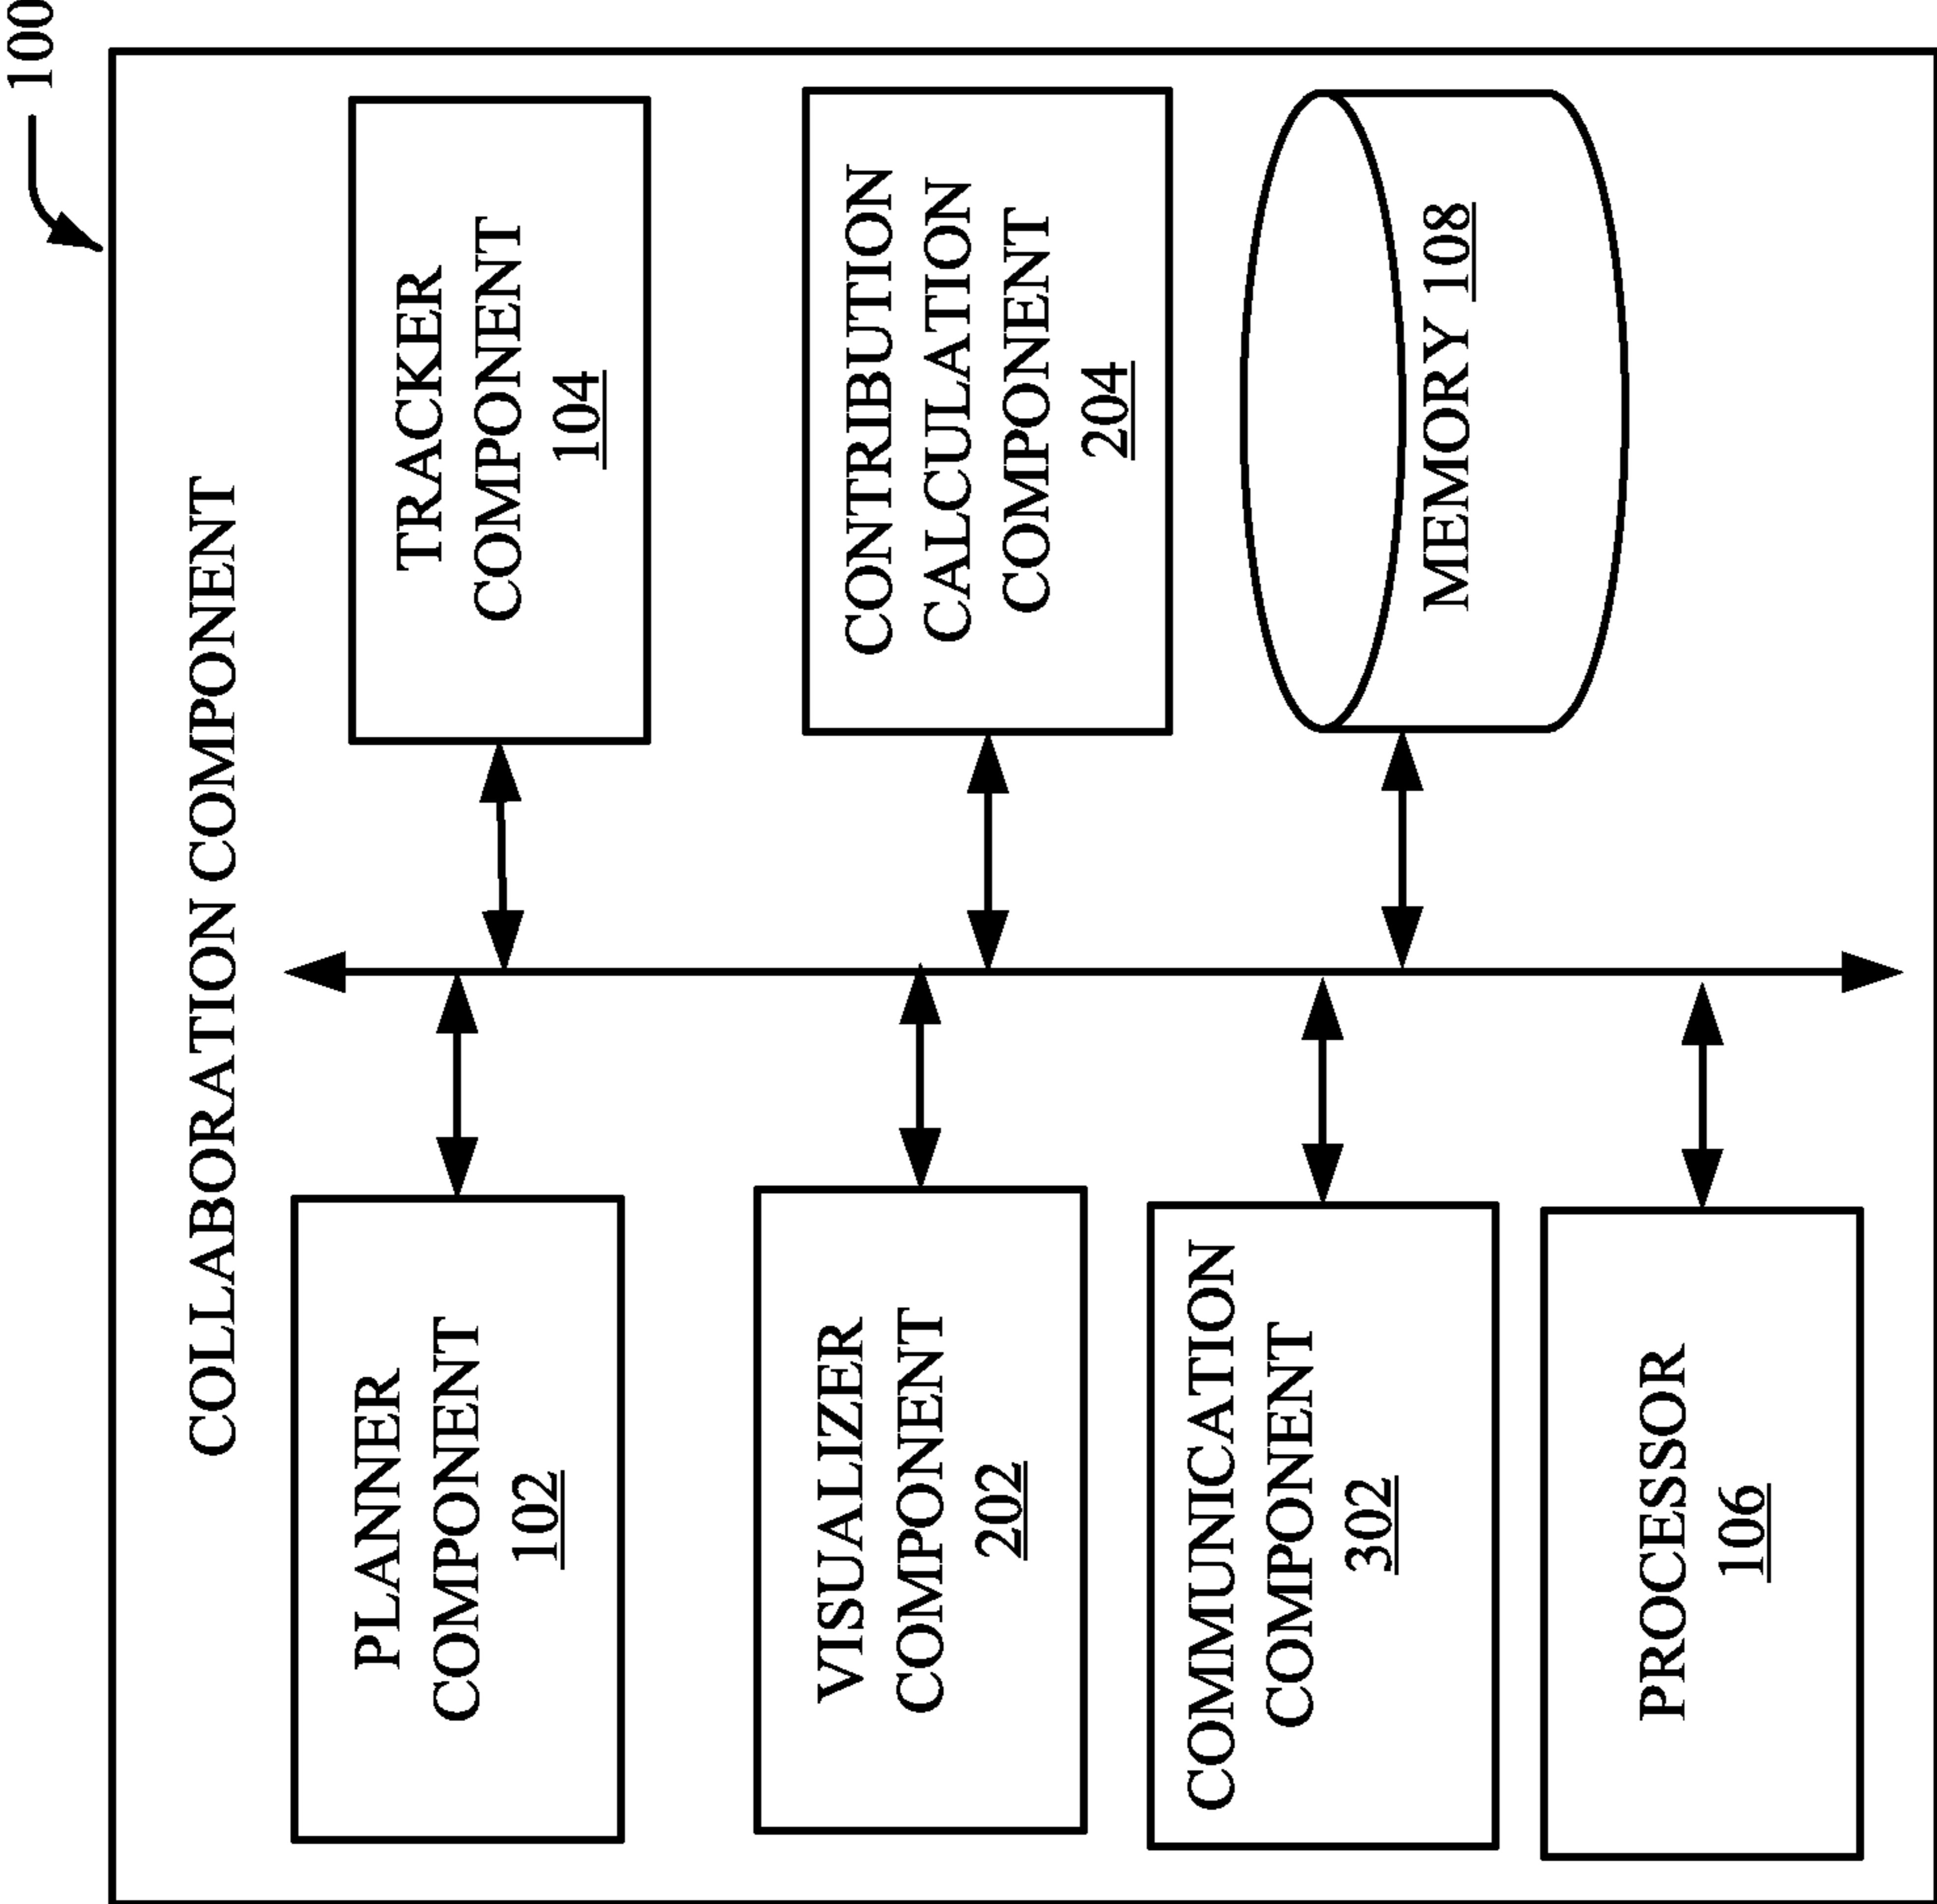 100
COLLABORATION COMPONENT
PLANNER
COMPONENT
102
TRACKER
COMPONENT
104
VISUALIZER
COMPONENT
202
CONTRIBUTION
CALCULATION
COMPONENT
204
COMMUNICATION
COMPONENT
302
MEMORY 108
PROCESSOR
106